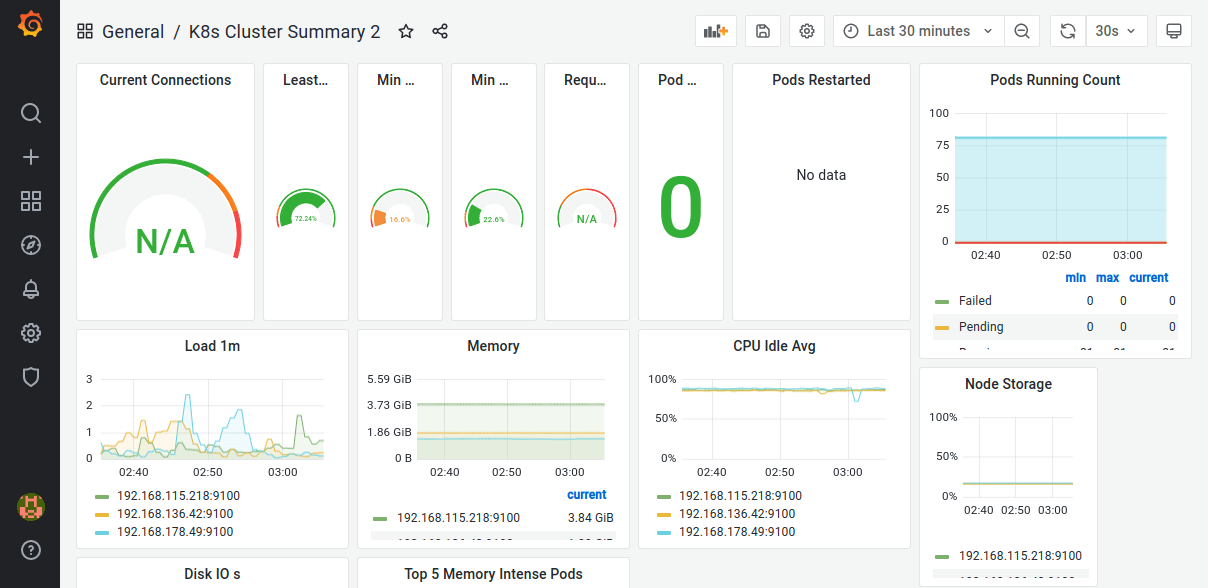 General / K8s Cluster Summary 2
Last 30 minutes
30s
Current Connections
N/A
Least...
72.24%
Min ...
16.6%
Min ...
22.6%
Requ...
N/A
Pod ...
0
Pods Restarted
No data
Pods Running Count
100
75
50
25
0
02:40 02:50 03:00
min max current
Failed 0 0 0
Pending 0 0 0
Load 1m
3
2
1
0
02:40 02:50 03:00
192.168.115.218:9100
192.168.136.42:9100
192.168.178.49:9100
Memory
5.59 GiB
3.73 GiB
1.86 GiB
0 B
02:40 02:50 03:00
current
192.168.115.218:9100 3.84 GiB
CPU Idle Avg
100%
50%
0%
02:40 02:50 03:00
192.168.115.218:9100
192.168.136.42:9100
192.168.178.49:9100
Node Storage
100%
50%
0%
02:40 02:50 03:00
192.168.115.218:9100
Disk IO s
Top 5 Memory Intense Pods